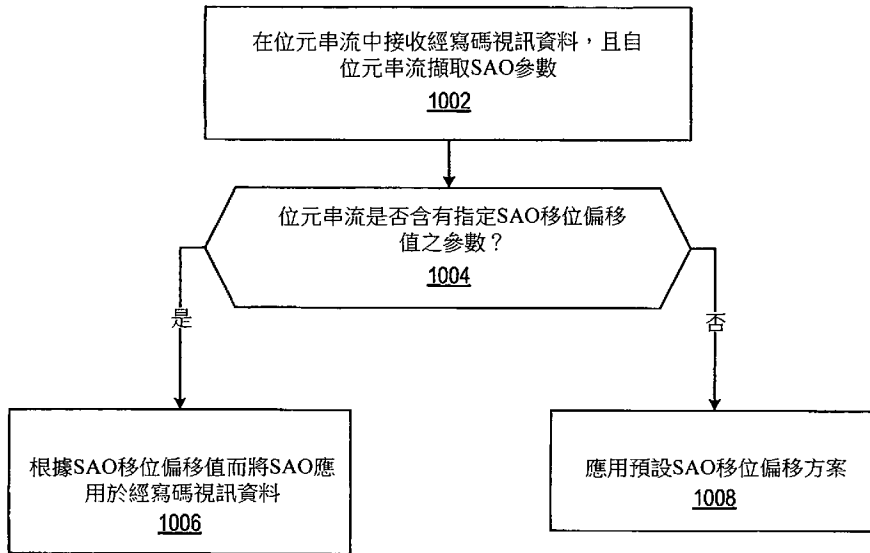 在位元串流中接收經寫碼視訊資料，且自
位元串流擷取SAO參數
1002
位元串流是否含有指定SAO移位偏移
值之參數？
1004
是
否
根據SAO移位偏移值而將SAO應
用於經寫碼視訊資料
1006
應用預設SAO移位偏移方案
1008